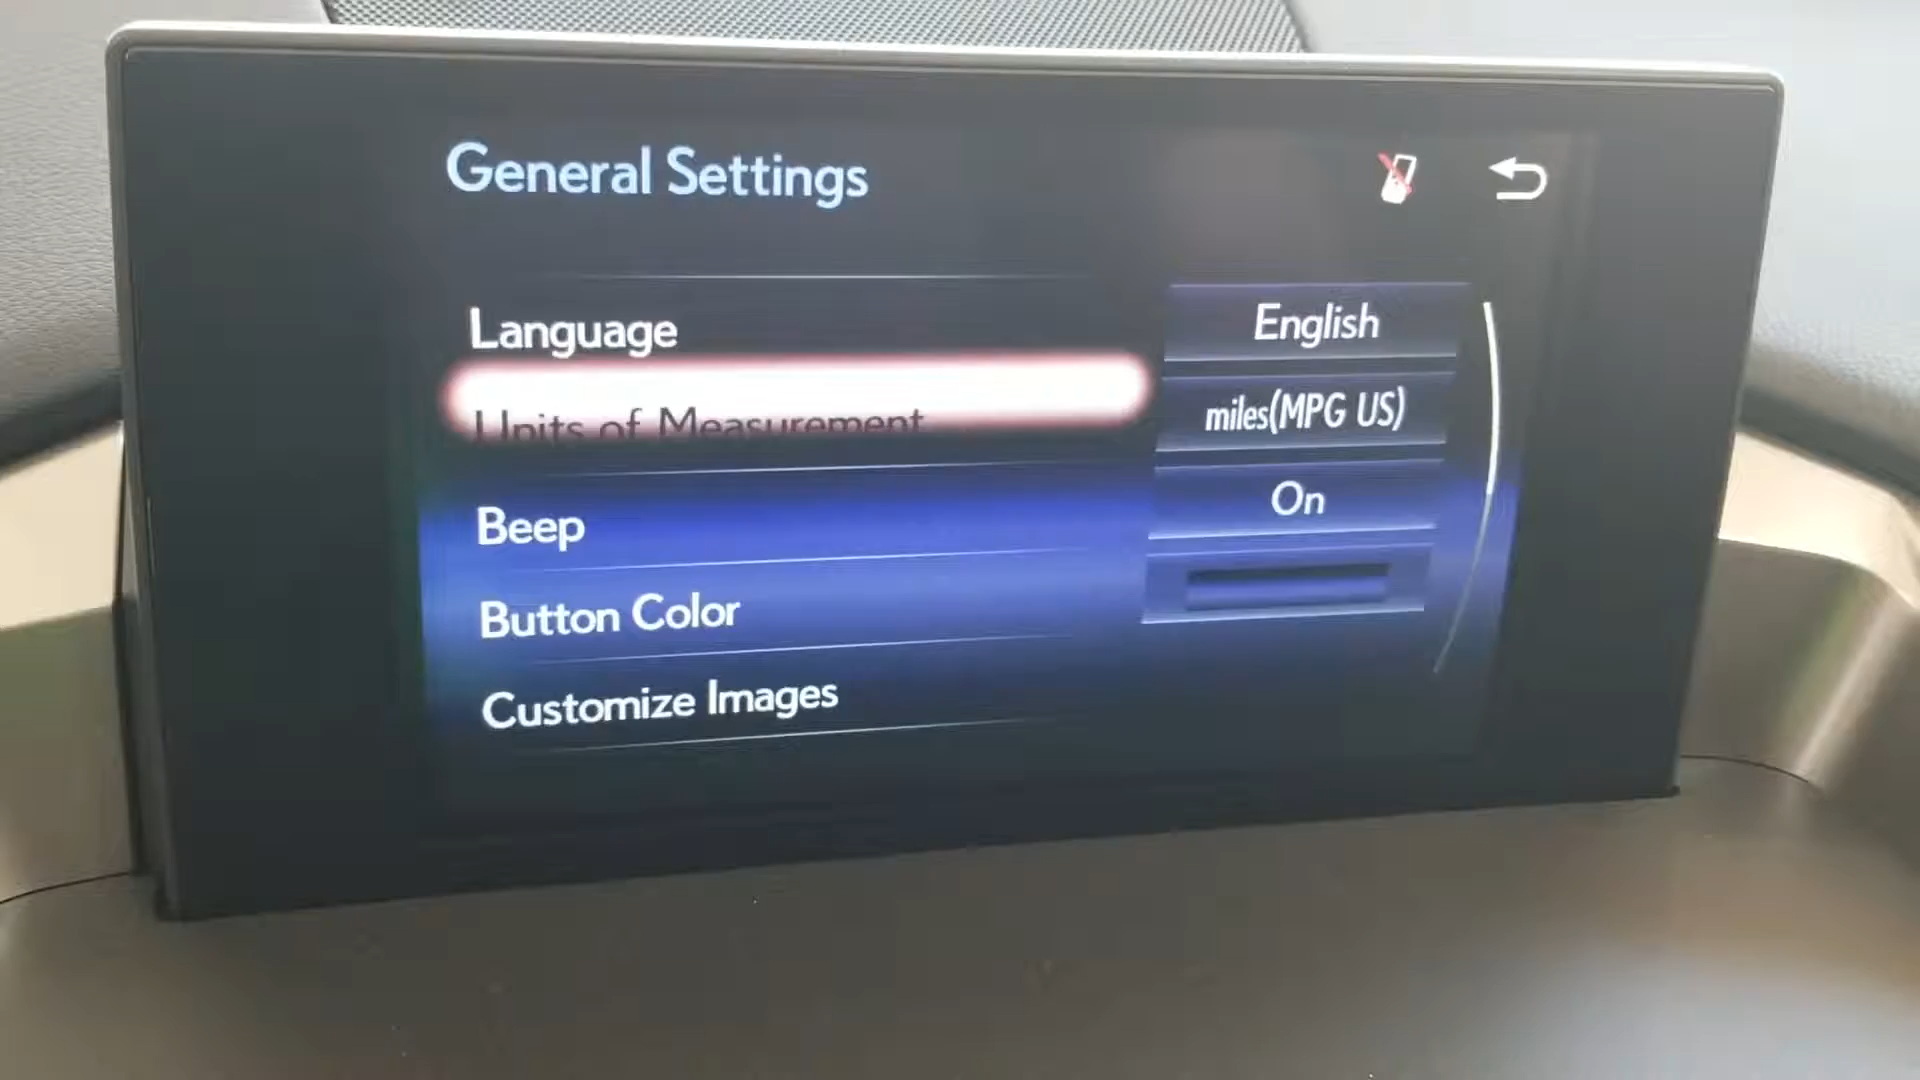 General Settings
Language English
Units of Measurement miles(MPG US)
Beep On
Button Color
Customize Images